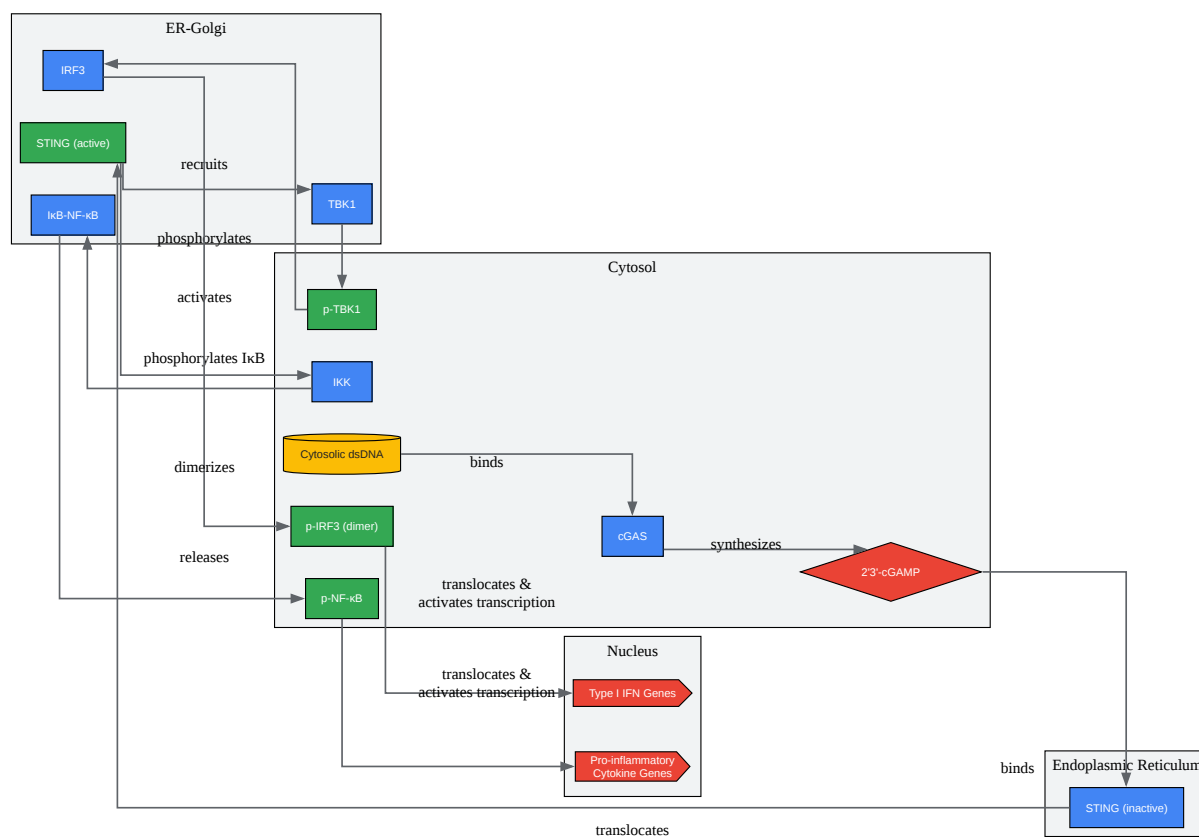 ER-Golgi
IRF3
STING (active)
recruits
TBK1
IκB-NF-κB
phosphorylates
Cytosol
activates
p-TBK1
phosphorylates IκB
IKK
Cytosolic dsDNA
binds
dimerizes
p-IRF3 (dimer)
cGAS
synthesizes
2'3'-cGAMP
releases
p-NF-κB
translocates &
activates transcription
Nucleus
translocates &
activates transcription
Type I IFN Genes
Pro-inflammatory
Cytokine Genes
binds
Endoplasmic Reticulum
STING (inactive)
translocates